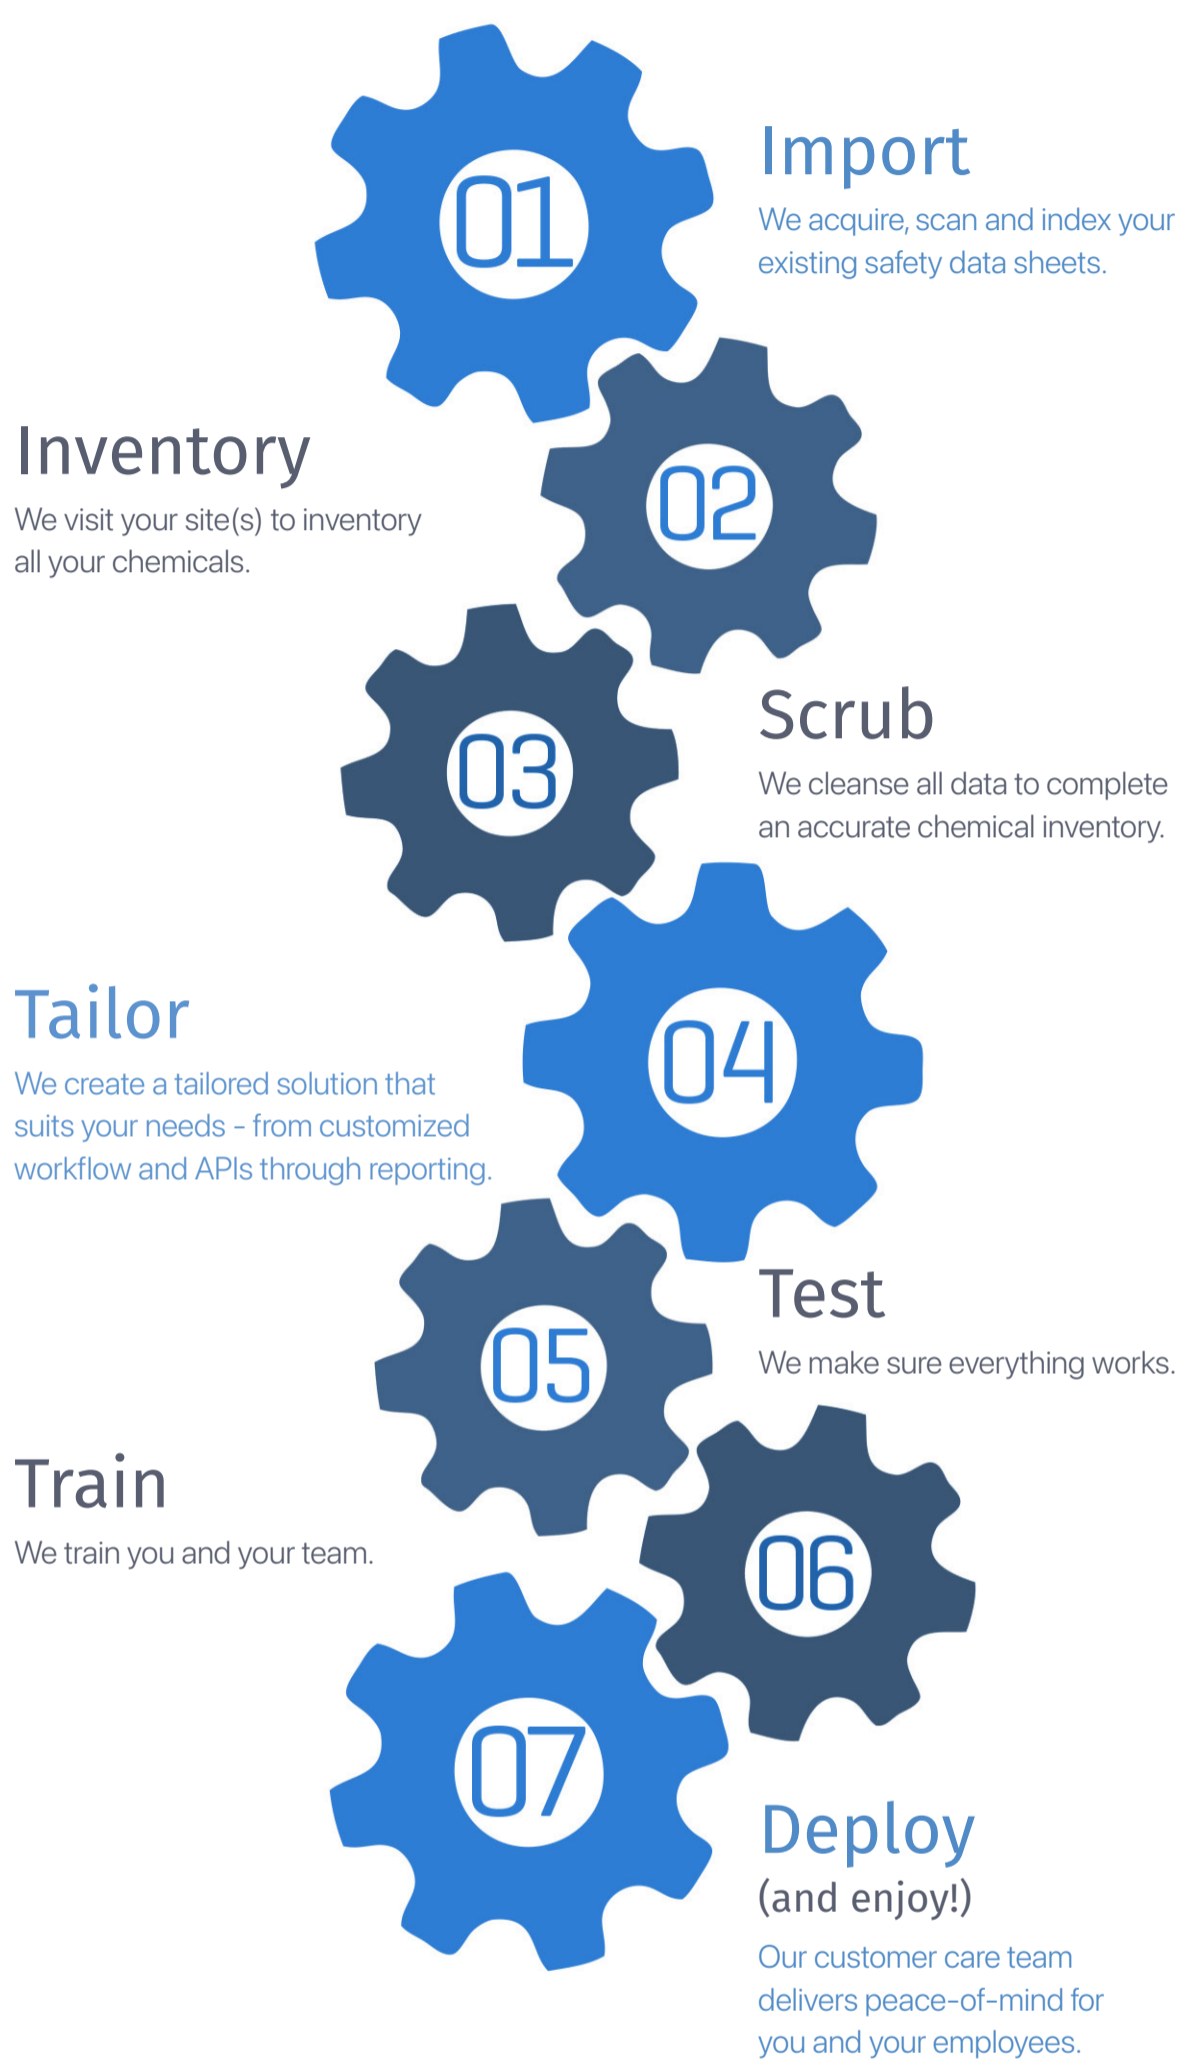 01
Import
We acquire, scan and index your
existing safety data sheets.
02
Inventory
We visit your site(s) to inventory
all your chemicals.
03
Scrub
We cleanse all data to complete
an accurate chemical inventory.
04
Tailor
We create a tailored solution that
suits your needs - from customized
workflow and APIs through reporting.
05
Test
We make sure everything works.
06
Train
We train you and your team.
07
Deploy
(and enjoy!)
Our customer care team
delivers peace-of-mind for
you and your employees.